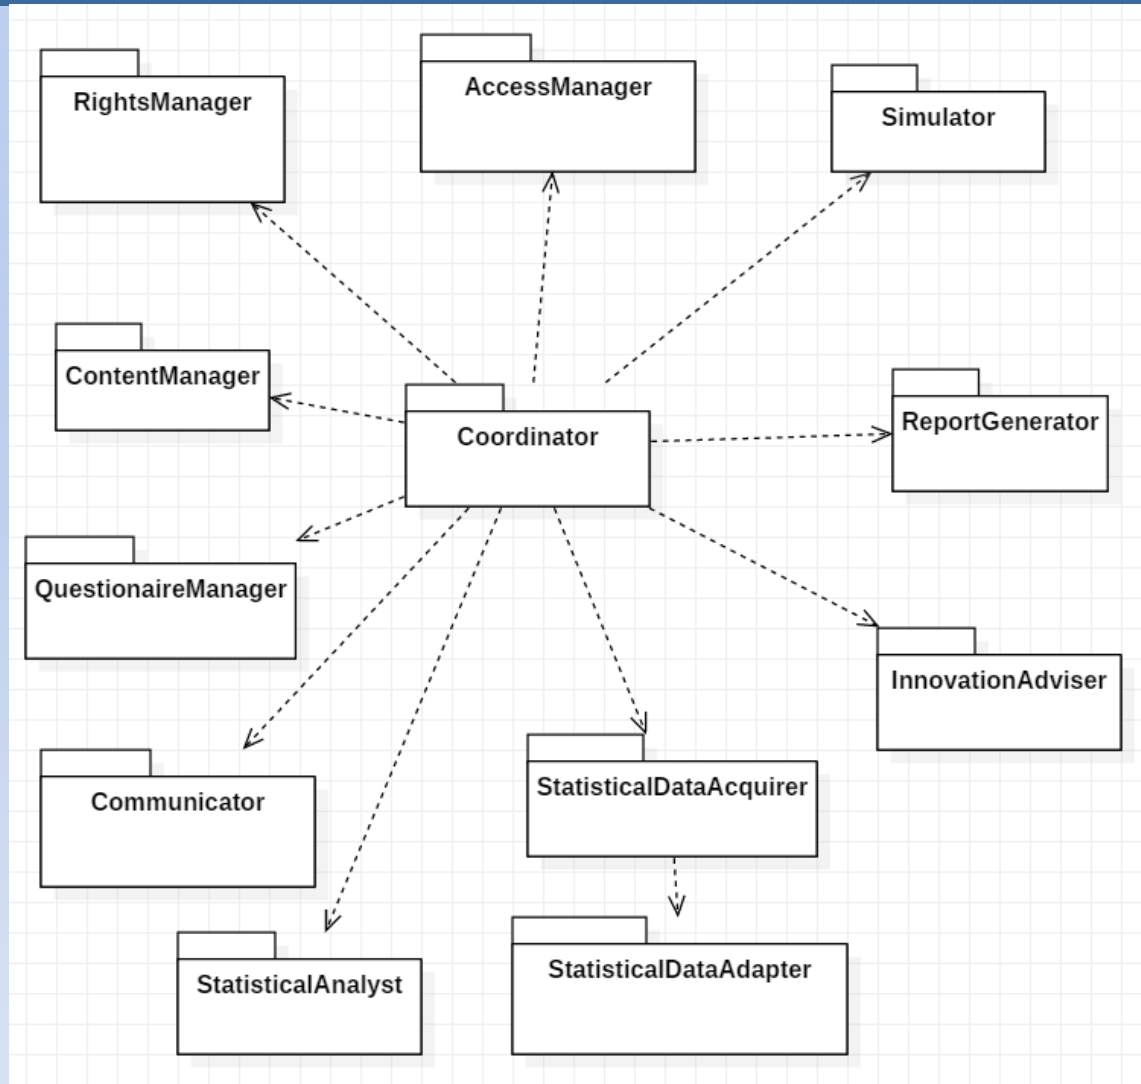 RightsManager
AccessManager
Simulator
ContentManager
Coordinator
ReportGenerator
QuestionaireManager
InnovationAdviser
Communicator
StatisticalDataAcquirer
StatisticalAnalyst
StatisticalDataAdapter